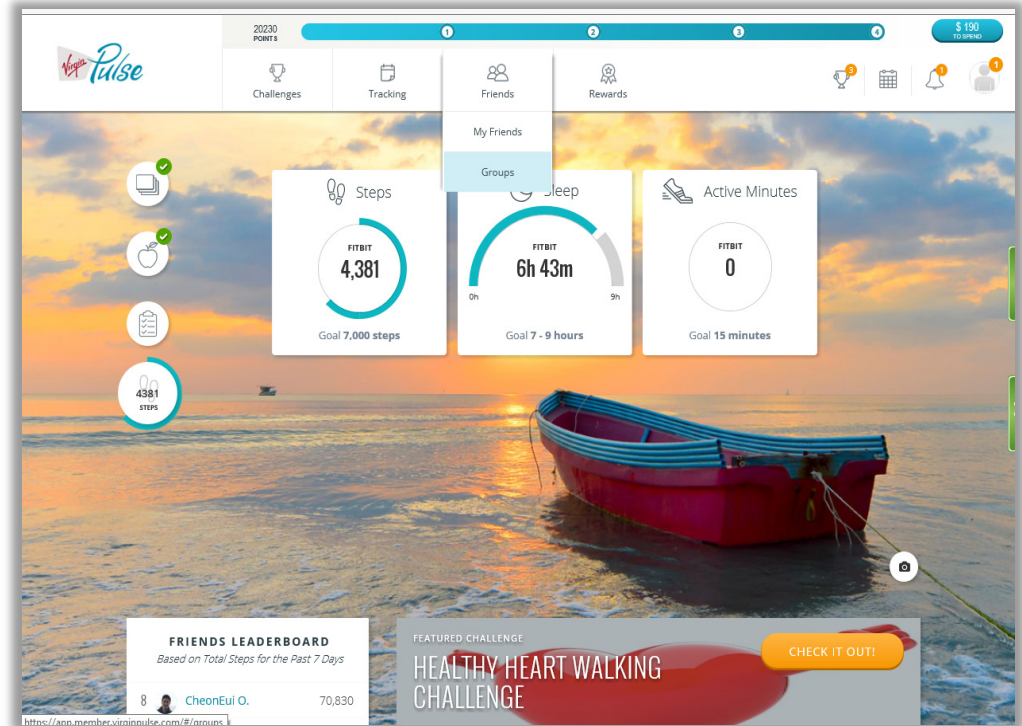 20230
POINTS
1
2
3
4
$ 190
TO SPEND
Virgin Pulse
Challenges
Tracking
Friends
Rewards
3
1
1
My Friends
Groups
Steps
FITBIT
4,381
Goal 7,000 steps
leep
FITBIT
6h 43m
0h
9h
Goal 7 - 9 hours
Active Minutes
FITBIT
0
Goal 15 minutes
4381
STEPS
FRIENDS LEADERBOARD
Based on Total Steps for the Past 7 Days
8 CheonEui O. 70,830
FEATURED CHALLENGE
HEALTHY HEART WALKING
CHALLENGE
CHECK IT OUT!
https://app.member.virginpulse.com/#/groups